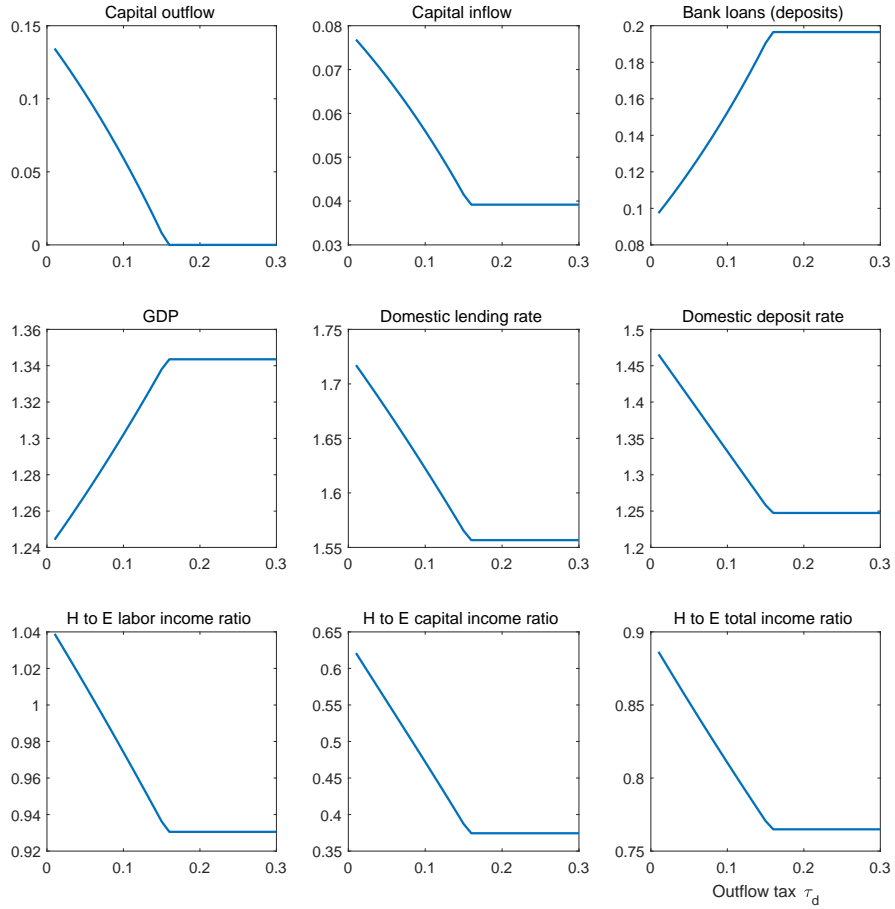 Capital outflow
0.15
0.1
0.05
0
0 0.1 0.2 0.3
Capital inflow
0.08
0.07
0.06
0.05
0.04
0.03
0 0.1 0.2 0.3
Bank loans (deposits)
0.2
0.18
0.16
0.14
0.12
0.1
0.08
0 0.1 0.2 0.3
GDP
1.36
1.34
1.32
1.3
1.28
1.26
1.24
0 0.1 0.2 0.3
Domestic lending rate
1.75
1.7
1.65
1.6
1.55
0 0.1 0.2 0.3
Domestic deposit rate
1.5
1.45
1.4
1.35
1.3
1.25
1.2
0 0.1 0.2 0.3
H to E labor income ratio
1.04
1.02
1
0.98
0.96
0.94
0.92
0 0.1 0.2 0.3
H to E capital income ratio
0.65
0.6
0.55
0.5
0.45
0.4
0.35
0 0.1 0.2 0.3
H to E total income ratio
0.9
0.85
0.8
0.75
0 0.1 0.2 0.3
Outflow tax τ_d